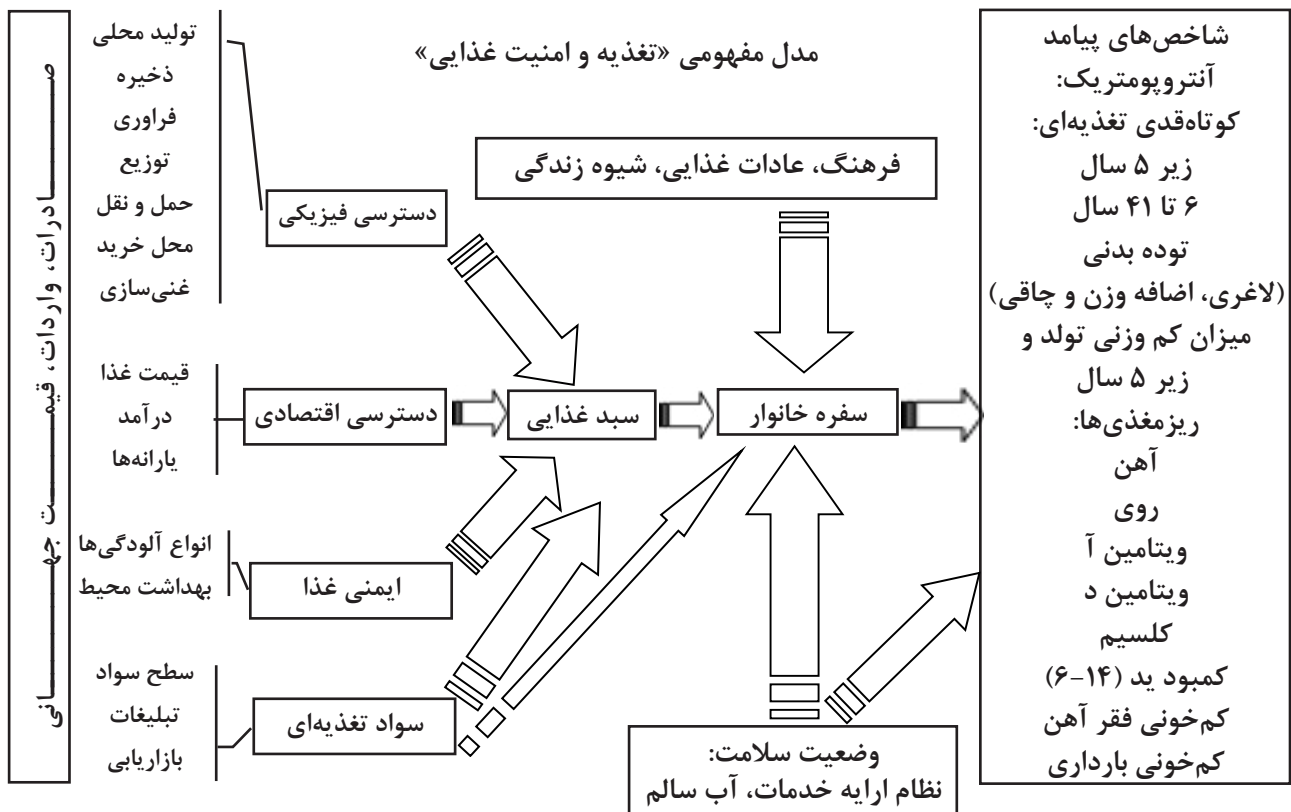 مدل مفهومی «تغذیه و امنیت غذایی»
شاخص‌های پیامد
آنتروپومتریک:
کوتاه‌قدی تغذیه‌ای:
زیر ۵ سال
۶ تا ۴۱ سال
توده بدنی
(لاغری، اضافه وزن و چاقی)
میزان کم وزنی تولد و
زیر ۵ سال
ریزمغذی‌ها:
آهن
روی
ویتامین آ
ویتامین د
کلسیم
کمبود ید (۱۴-۶)
کم‌خونی فقر آهن
کم‌خونی بارداری
فرهنگ، عادات غذایی، شیوه زندگی
سفره خانوار
وضعیت سلامت:
نظام ارایه خدمات، آب سالم
سبد غذایی
دسترسی فیزیکی
دسترسی اقتصادی
ایمنی غذا
سواد تغذیه‌ای
تولید محلی
ذخیره
فراوری
توزیع
حمل و نقل
محل خرید
غنی‌سازی
قیمت غذا
درآمد
یارانه‌ها
انواع آلودگی‌ها
بهداشت محیط
سطح سواد
تبلیغات
بازاریابی
صــادرات، واردات، قیمــت جهــانی